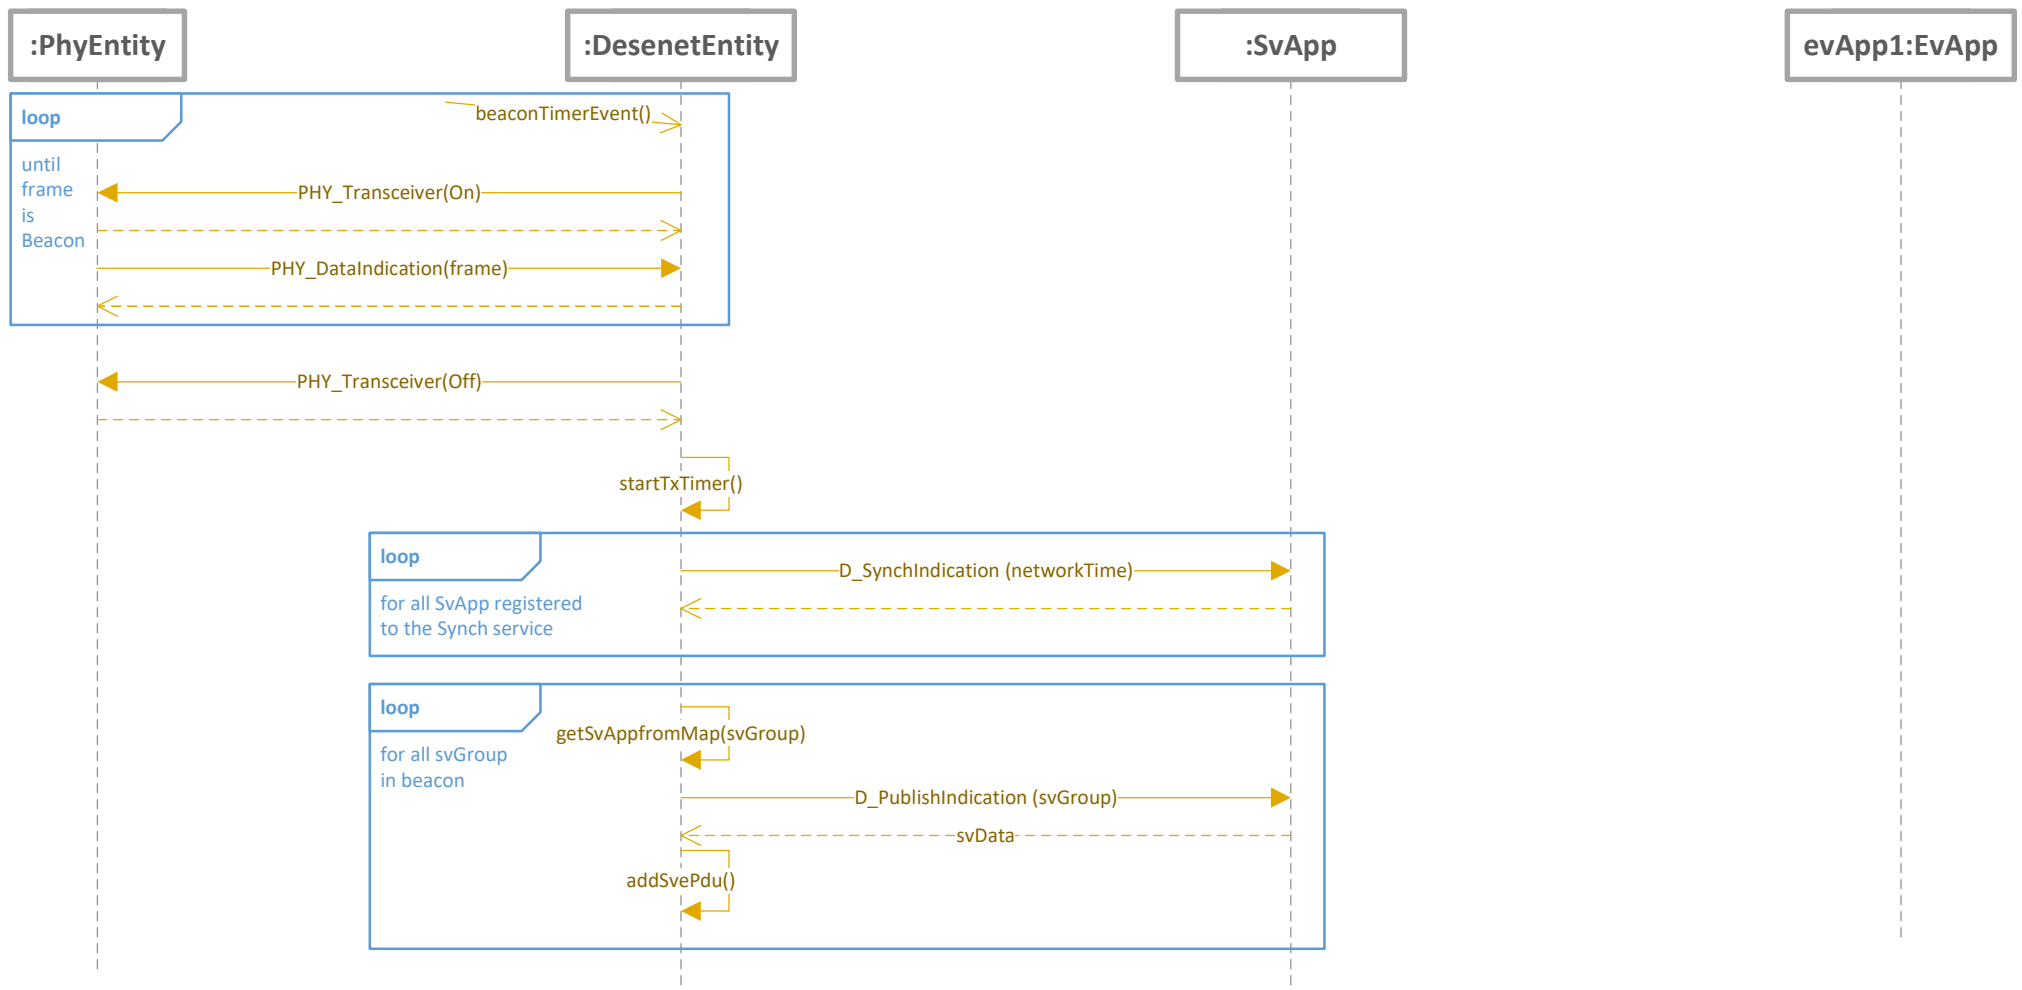 :PhyEntity
:DesenetEntity
:SvApp
evApp1:EvApp
loop
beaconTimerEvent()
until
frame
is
Beacon
PHY_Transceiver(On)
PHY_DataIndication(frame)
PHY_Transceiver(Off)
startTxTimer()
loop
D_SynchIndication (networkTime)
for all SvApp registered
to the Synch service
loop
getSvAppfromMap(svGroup)
for all svGroup
in beacon
D_PublishIndication (svGroup)
svData
addSvePdu()